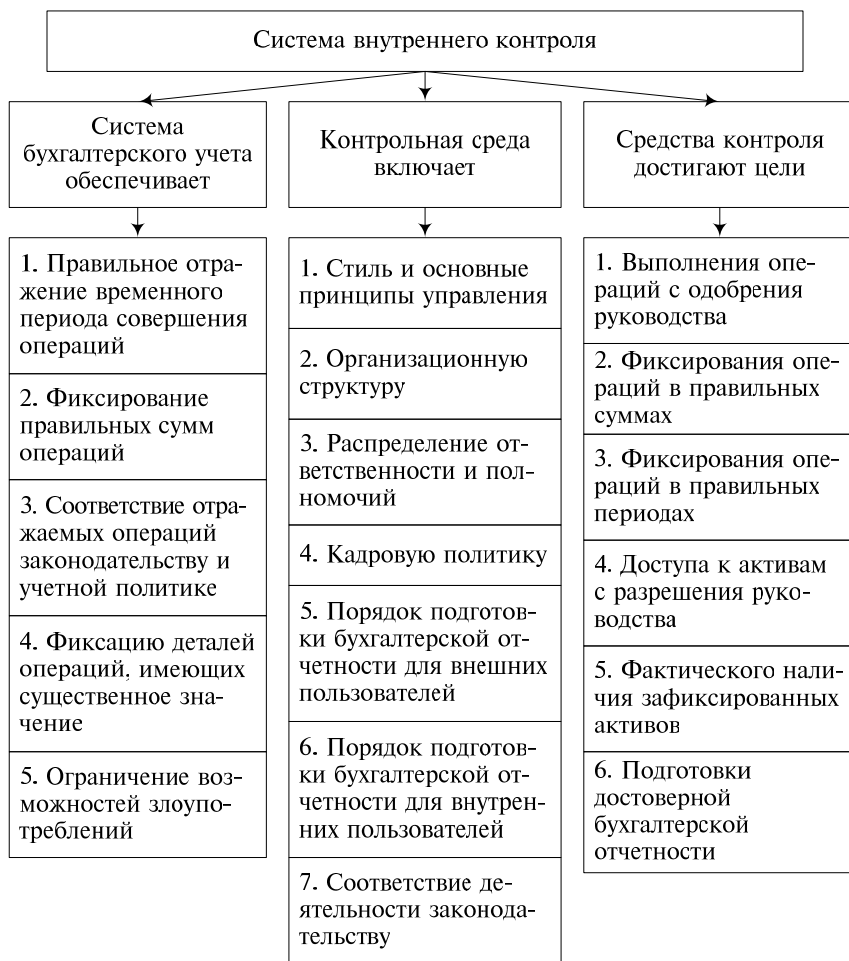 Система внутреннего контроля
Система
бухгалтерского учета
обеспечивает
1. Правильное отра-
жение временного
периода совершения
операций
2. Фиксирование
правильных сумм
операций
3. Соответствие отра-
жаемых операций
законодательству и
учетной политике
4. Фиксацию деталей
операций, имеющих
существенное зна-
чение
5. Ограничение воз-
можностей злоупо-
треблений
Контрольная среда
включает
1. Стиль и основные
принципы управления
2. Организационную
структуру
3. Распределение от-
ветственности и пол-
номочий
4. Кадровую политику
5. Порядок подготов-
ки бухгалтерской от-
четности для внешних
пользователей
6. Порядок подготов-
ки бухгалтерской от-
четности для внутрен-
них пользователей
7. Соответствие де-
ятельности законода-
тельству
Средства контроля
достигают цели
1. Выполнения опе-
раций с одобрения
руководства
2. Фиксирования
операций в правильных
суммах
3. Фиксирования опе-
раций в правильных
периодах
4. Доступа к активам
с разрешения руко-
водства
5. Фактического нали-
чия зафиксированных
активов
6. Подготовки
достоверной
бухгалтерской
отчетности